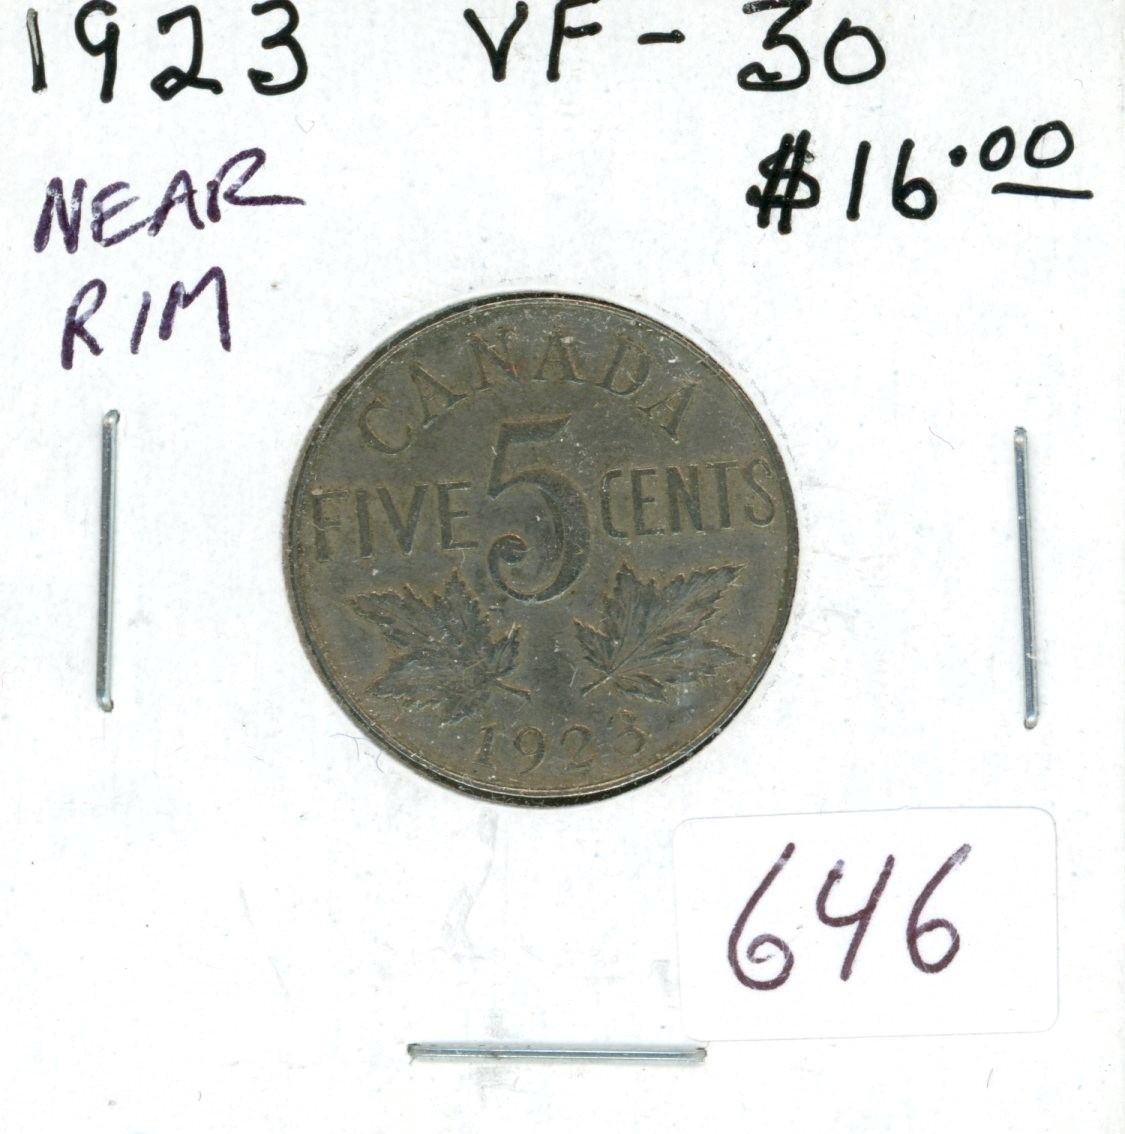 1923 VF-30
$16.00
NEAR
RIM
CANADA
FIVE 5 CENTS
1923
646